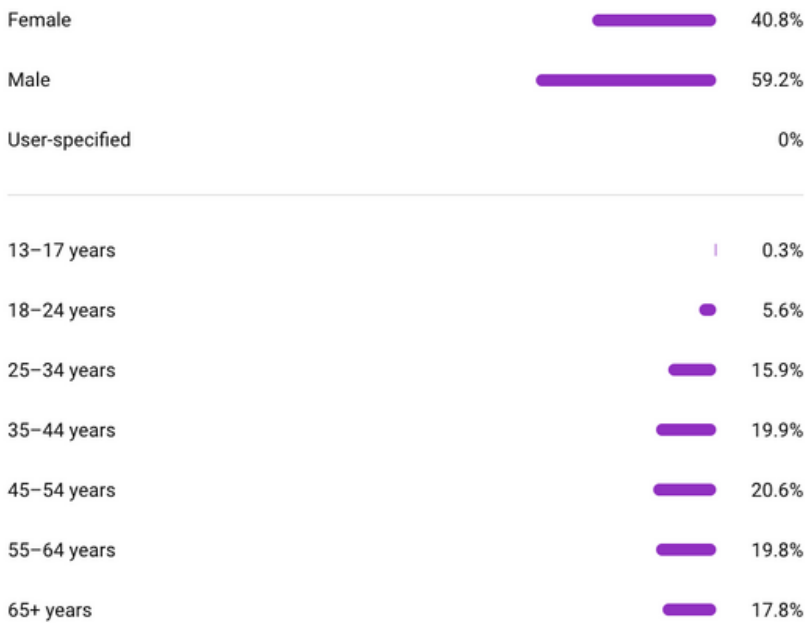 Female 40.8%
Male 59.2%
User-specified 0%
13–17 years 0.3%
18–24 years 5.6%
25–34 years 15.9%
35–44 years 19.9%
45–54 years 20.6%
55–64 years 19.8%
65+ years 17.8%